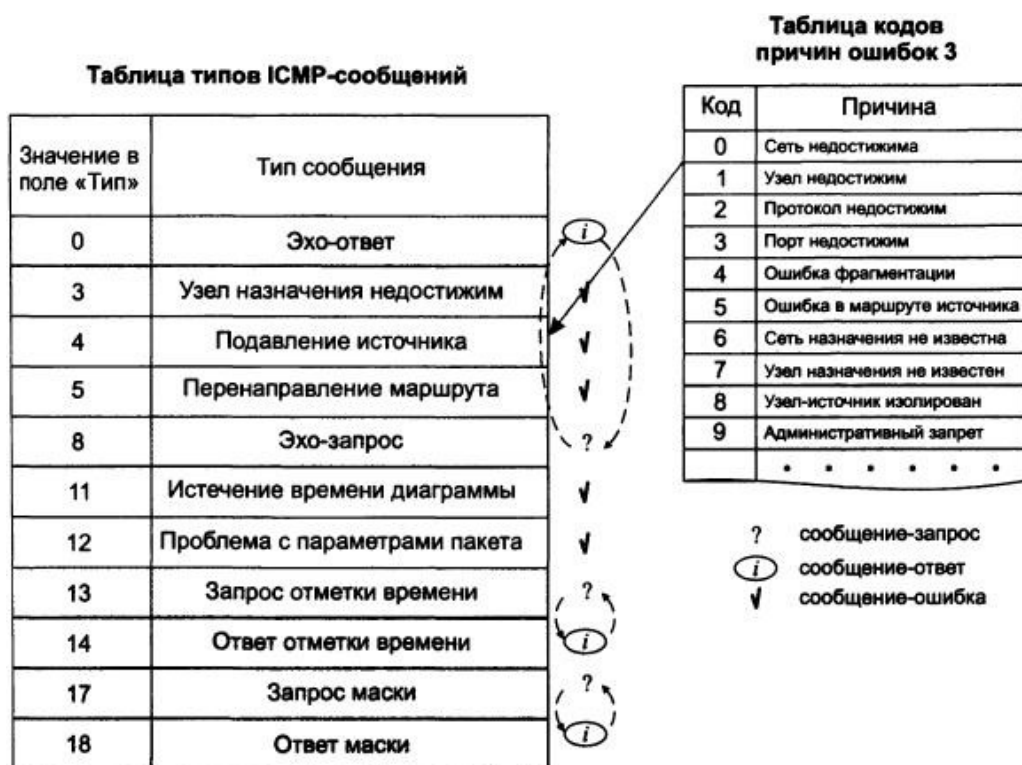 Таблица типов ICMP-сообщений
Значение в
поле «Тип»
Тип сообщения
0 Эхо-ответ i
3 Узел назначения недостижим
4 Подавление источника
5 Перенаправление маршрута
8 Эхо-запрос ?
11 Истечение времени диаграммы
12 Проблема с параметрами пакета
13 Запрос отметки времени ?
14 Ответ отметки времени i
17 Запрос маски ?
18 Ответ маски i
Таблица кодов
причин ошибок 3
Код Причина
0 Сеть недостижима
1 Узел недостижим
2 Протокол недостижим
3 Порт недостижим
4 Ошибка фрагментации
5 Ошибка в маршруте источника
6 Сеть назначения не известна
7 Узел назначения не известен
8 Узел-источник изолирован
9 Административный запрет
? сообщение-запрос
i сообщение-ответ
сообщение-ошибка